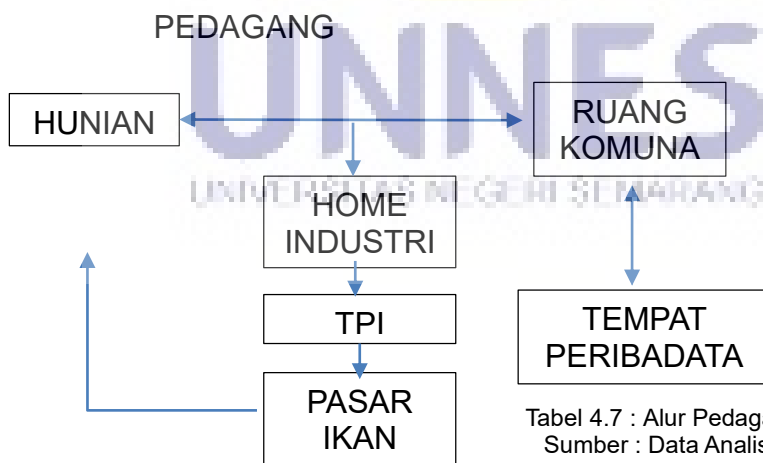 PEDAGANG
UNNES
HUNIAN
RUANG
KOMUNA
UNIVERSITAS NEGERI SEMARANG
HOME
INDUSTRI
TPI
TEMPAT
PERIBADATA
PASAR
IKAN
Tabel 4.7 : Alur Pedaga
Sumber : Data Analis